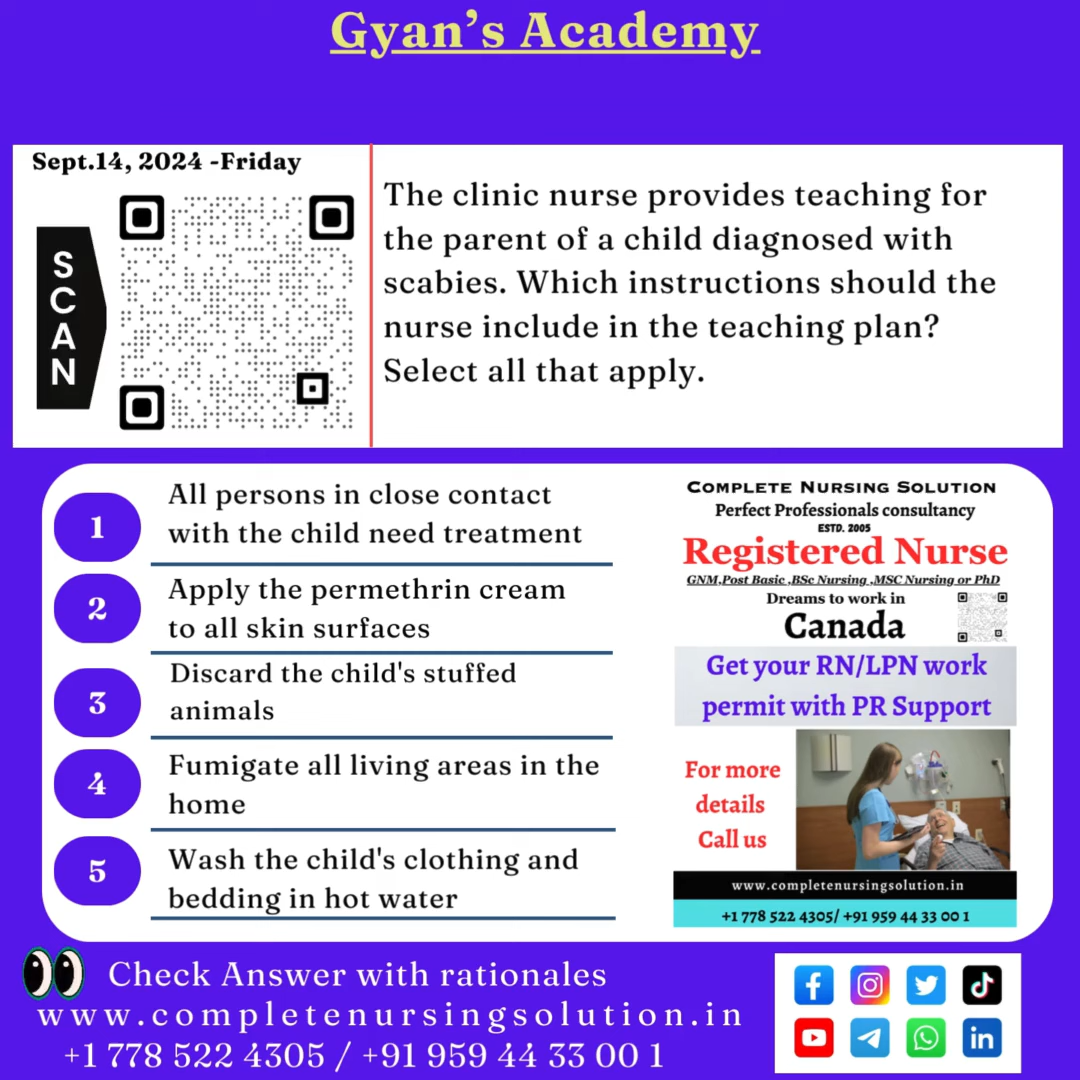 Gyan’s Academy
Sept.14, 2024 -Friday
SCAN
The clinic nurse provides teaching for
the parent of a child diagnosed with
scabies. Which instructions should the
nurse include in the teaching plan?
Select all that apply.
1
All persons in close contact
with the child need treatment
2
Apply the permethrin cream
to all skin surfaces
3
Discard the child's stuffed
animals
4
Fumigate all living areas in the
home
5
Wash the child's clothing and
bedding in hot water
COMPLETE NURSING SOLUTION
Perfect Professionals consultancy
ESTD. 2005
Registered Nurse
GNM,Post Basic ,BSc Nursing ,MSC Nursing or PhD
Dreams to work in
Canada
Get your RN/LPN work
permit with PR Support
For more
details
Call us
www.completenursingsolution.in
+1 778 522 4305/ +91 959 44 33 00 1
Check Answer with rationales
www.completenursingsolution.in
+1 778 522 4305 / +91 959 44 33 00 1